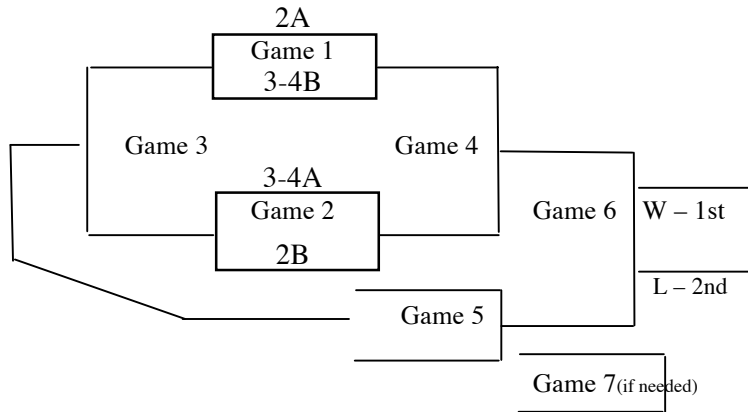 2A
Game 1
3-4B
Game 3
Game 4
3-4A
Game 2
2B
Game 6
W – 1st
L – 2nd
Game 5
Game 7(if needed)